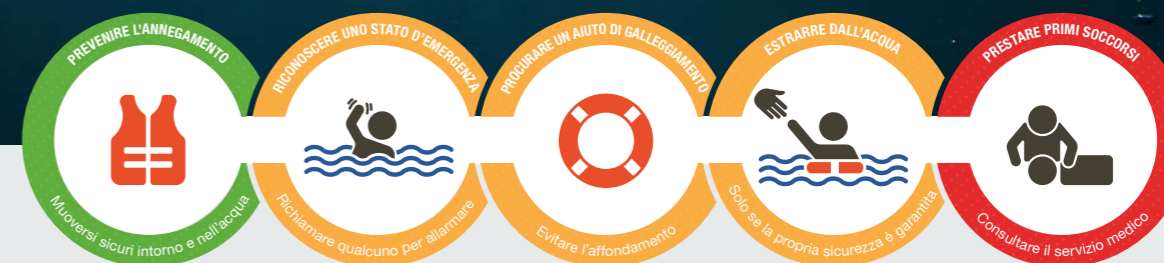 PREVENIRE L'ANNEGAMENTO
Muoversi sicuri intorno e nell'acqua
RICONOSCERE UNO STATO D'EMERGENZA
Richiamare qualcuno per allarmare
PROCURARE UN AIUTO DI GALLEGGIAMENTO
Evitare l'affondamento
ESTRARRE DALL'ACQUA
Solo se la propria sicurezza è garantita
PRESTARE PRIMI SOCCORSI
Consultare il servizio medico